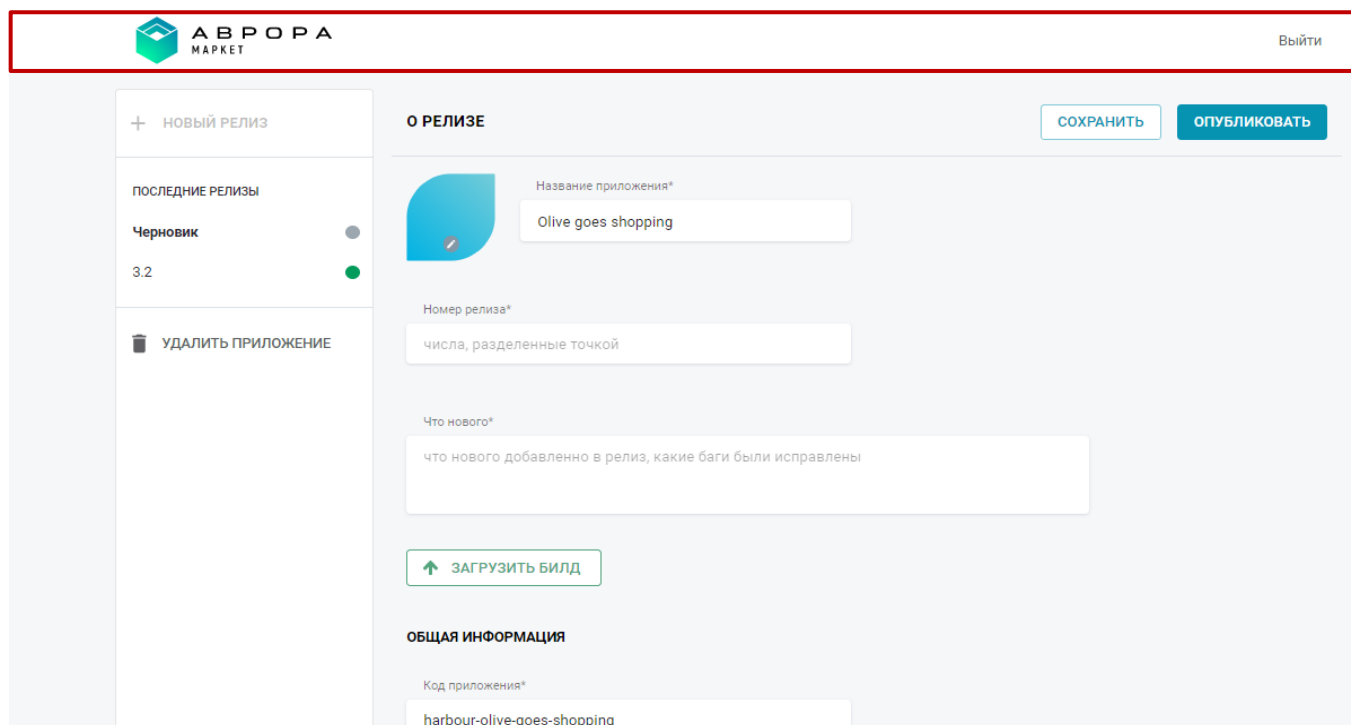 АВРОРА
МАРКЕТ
Выйти
НОВЫЙ РЕЛИЗ
ПОСЛЕДНИЕ РЕЛИЗЫ
Черновик
3.2
УДАЛИТЬ ПРИЛОЖЕНИЕ
О РЕЛИЗЕ
СОХРАНИТЬ
ОПУБЛИКОВАТЬ
Название приложения*
Olive goes shopping
Номер релиза*
числа, разделенные точкой
Что нового*
что нового добавленно в релиз, какие баги были исправлены
ЗАГРУЗИТЬ БИЛД
ОБЩАЯ ИНФОРМАЦИЯ
Код приложения*
harbour-olive-goes-shopping